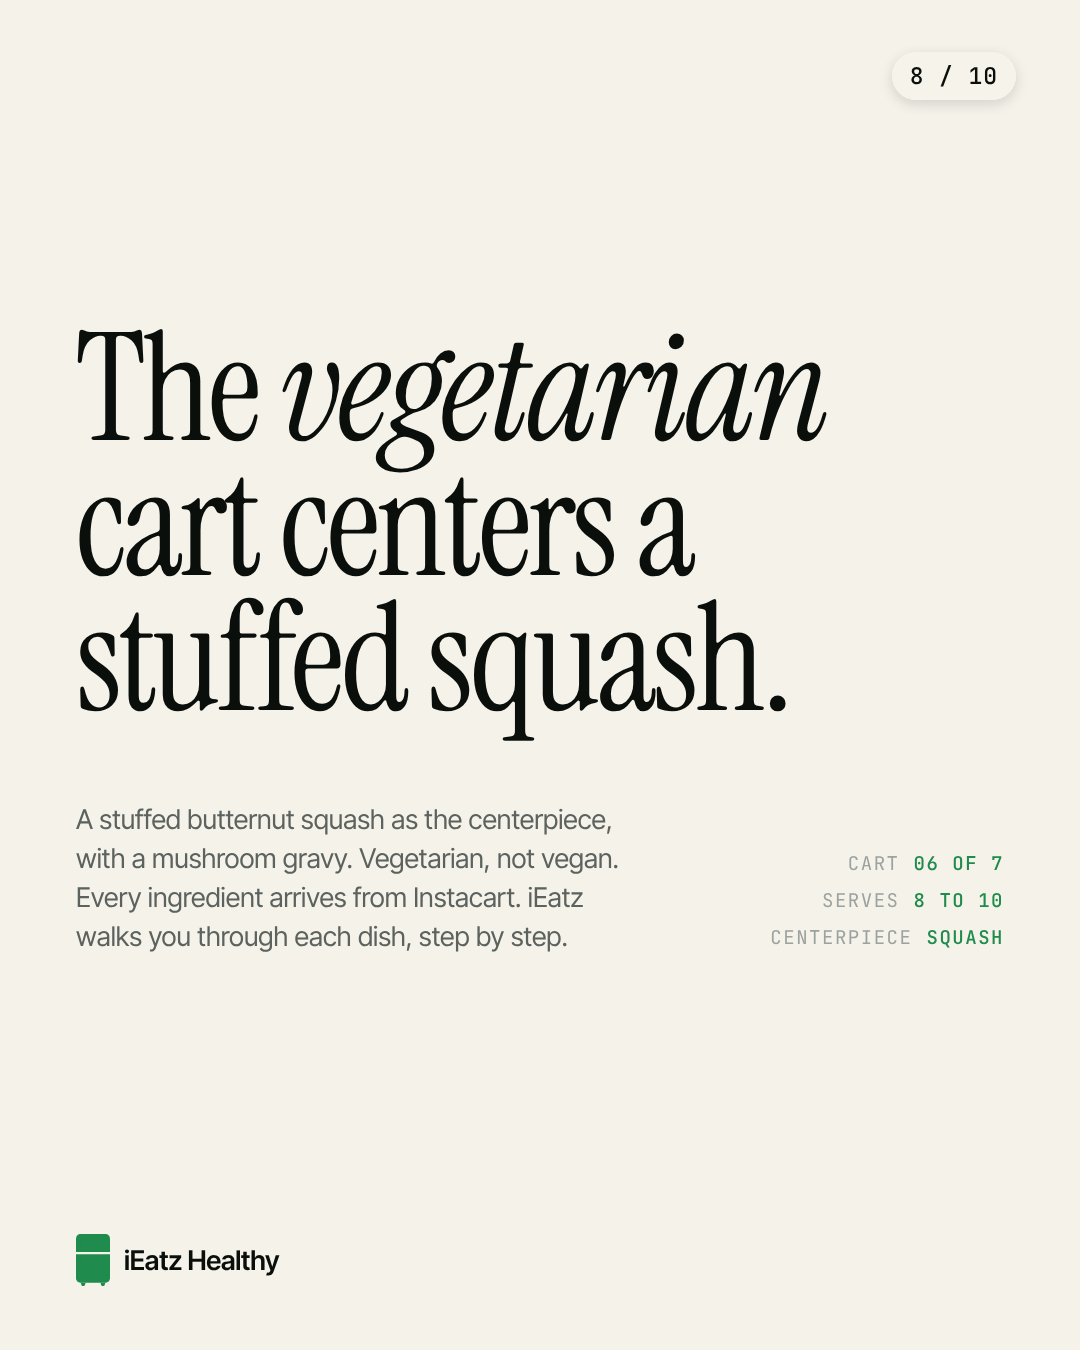 8 / 10
The vegetarian
cart centers a
stuffed squash.
A stuffed butternut squash as the centerpiece,
with a mushroom gravy. Vegetarian, not vegan.
Every ingredient arrives from Instacart. iEatz
walks you through each dish, step by step.
CART 06 OF 7
SERVES 8 TO 10
CENTERPIECE SQUASH
iEatz Healthy